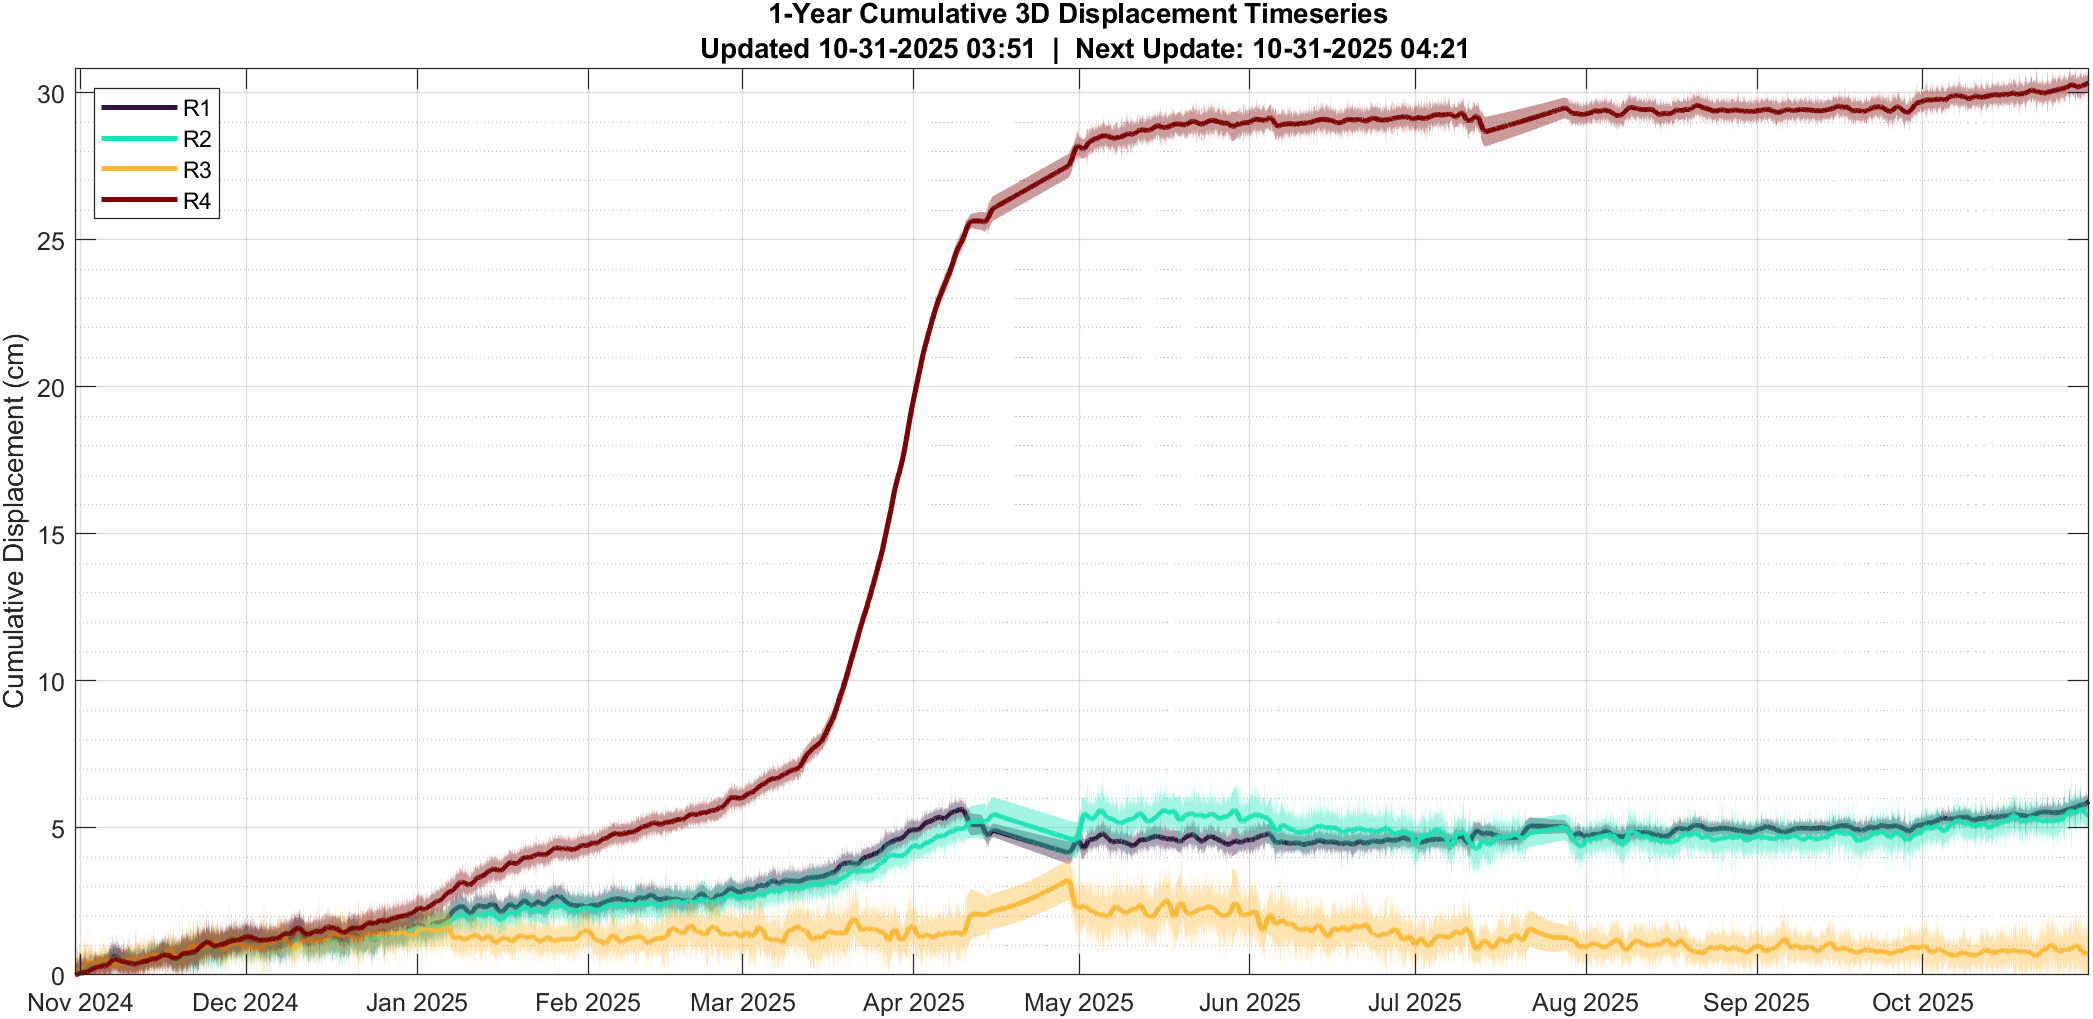 1-Year Cumulative 3D Displacement Timeseries
Updated 10-31-2025 03:51 | Next Update: 10-31-2025 04:21
R1
R2
R3
R4
Cumulative Displacement (cm)
30
25
20
15
10
5
0
Nov 2024 Dec 2024 Jan 2025 Feb 2025 Mar 2025 Apr 2025 May 2025 Jun 2025 Jul 2025 Aug 2025 Sep 2025 Oct 2025